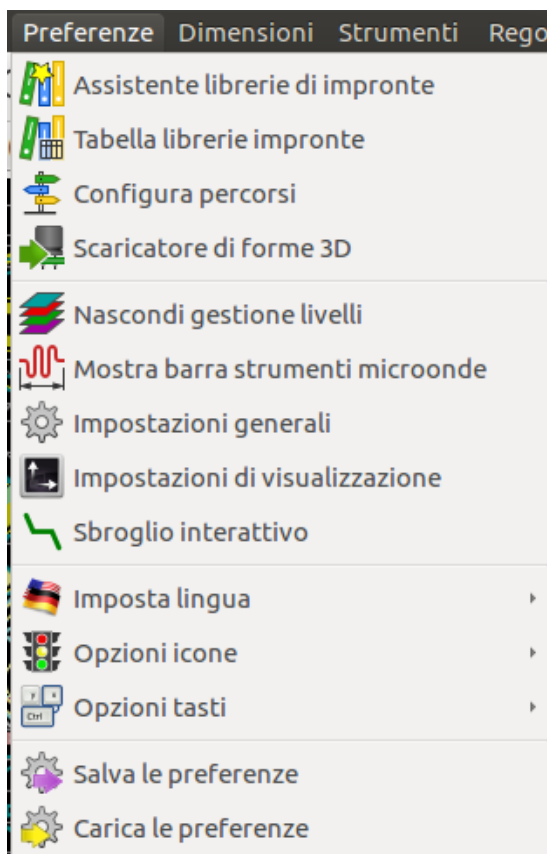 Preferenze Dimensioni Strumenti Rego
Assistente librerie di impronte
Tabella librerie impronte
Configura percorsi
Scaricatore di forme 3D
Nascondi gestione livelli
Mostra barra strumenti microonde
Impostazioni generali
Impostazioni di visualizzazione
Sbroglio interattivo
Imposta lingua
Opzioni icone
Opzioni tasti
Salva le preferenze
Carica le preferenze